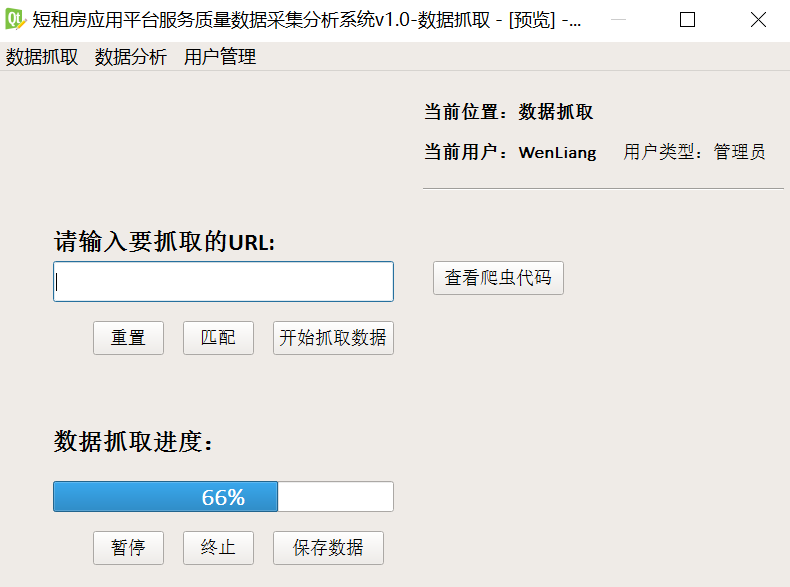 短租房应用平台服务质量数据采集分析系统v1.0-数据抓取 - [预览] -...
数据抓取 数据分析 用户管理
当前位置：数据抓取
当前用户：WenLiang 用户类型：管理员
请输入要抓取的URL:
查看爬虫代码
重置 匹配 开始抓取数据
数据抓取进度：
66%
暂停 终止 保存数据